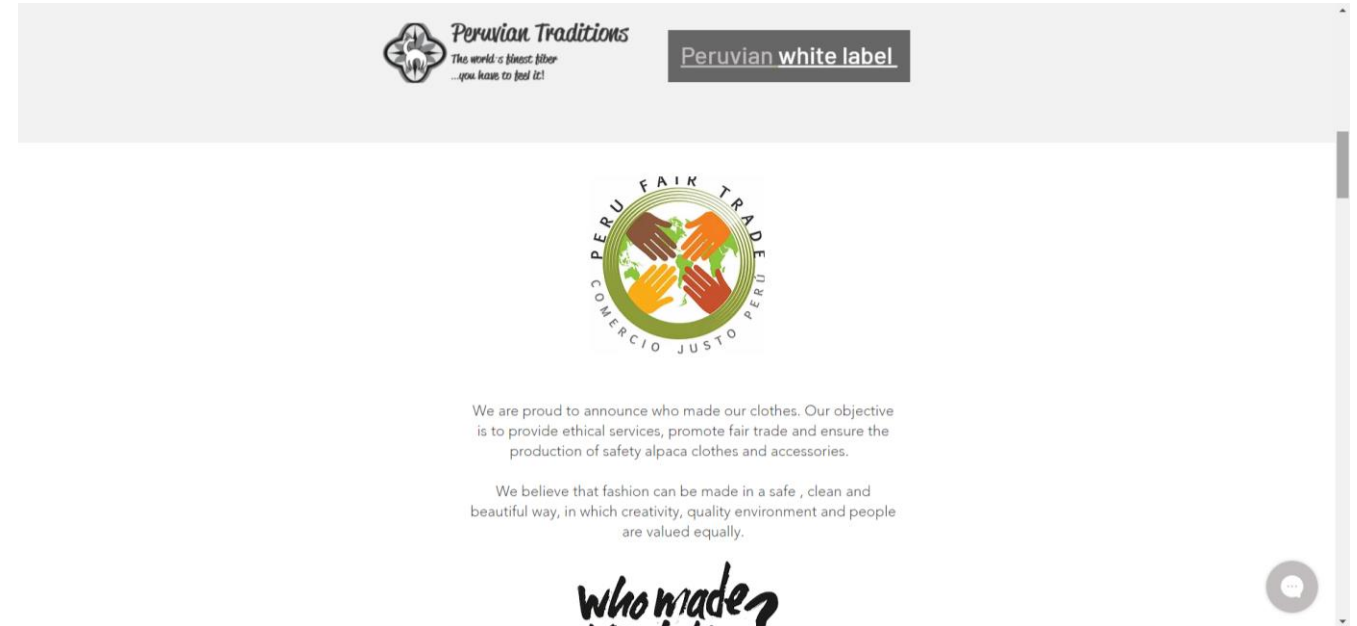 Peruvian Traditions
The world's finest fiber
...you have to feel it!
Peruvian white label
PERU FAIR TRADE
COMERCIO JUSTO PERÚ
We are proud to announce who made our clothes. Our objective
is to provide ethical services, promote fair trade and ensure the
production of safety alpaca clothes and accessories.
We believe that fashion can be made in a safe , clean and
beautiful way, in which creativity, quality environment and people
are valued equally.
who made